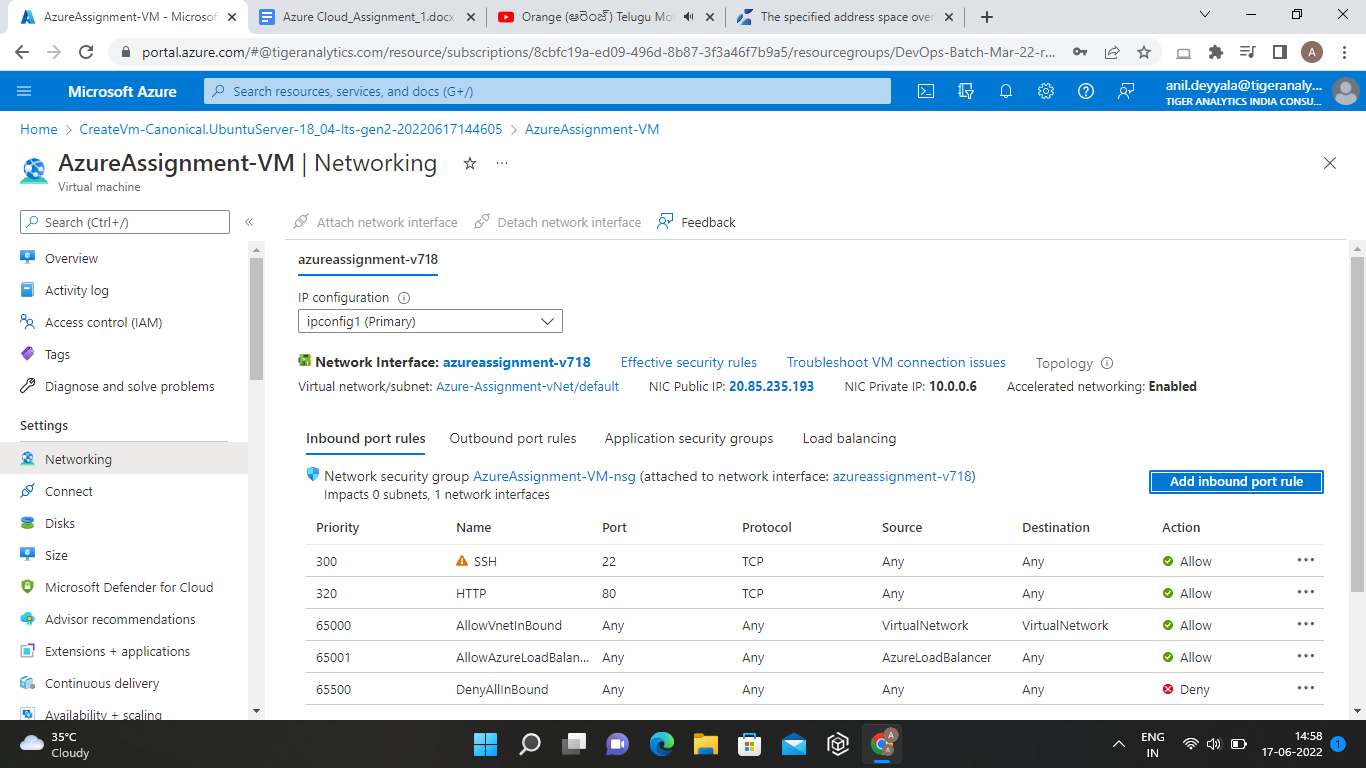 AzureAssignment-VM - Microsof
Azure Cloud_Assignment_1.docx
Orange (ఆరెంజ్) Telugu Mov
The specified address space over
portal.azure.com/#@tigeranalytics.com/resource/subscriptions/8cbfc19a-ed09-496d-8b87-3f3a46f7b9a5/resourcegroups/DevOps-Batch-Mar-22-r...
A
Microsoft Azure
Search resources, services, and docs (G+/)
anil.deyyala@tigeranaly...
TIGER ANALYTICS INDIA CONSU...
Home > CreateVm-Canonical.UbuntuServer-18_04-lts-gen2-20220617144605 > AzureAssignment-VM
AzureAssignment-VM | Networking
Virtual machine
Search (Ctrl+/)
Attach network interface Detach network interface Feedback
Overview
Activity log
Access control (IAM)
Tags
Diagnose and solve problems
Settings
Networking
Connect
Disks
Size
Microsoft Defender for Cloud
Advisor recommendations
Extensions + applications
Continuous delivery
Availability + scaling
azureassignment-v718
IP configuration
ipconfig1 (Primary)
Network Interface: azureassignment-v718 Effective security rules Troubleshoot VM connection issues Topology
Virtual network/subnet: Azure-Assignment-vNet/default NIC Public IP: 20.85.235.193 NIC Private IP: 10.0.0.6 Accelerated networking: Enabled
Inbound port rules Outbound port rules Application security groups Load balancing
Network security group AzureAssignment-VM-nsg (attached to network interface: azureassignment-v718)
Impacts 0 subnets, 1 network interfaces
Add inbound port rule
Priority Name Port Protocol Source Destination Action
300 SSH 22 TCP Any Any Allow
320 HTTP 80 TCP Any Any Allow
65000 AllowVnetInBound Any Any VirtualNetwork VirtualNetwork Allow
65001 AllowAzureLoadBalan... Any Any AzureLoadBalancer Any Allow
65500 DenyAllInBound Any Any Any Any Deny
35°C
Cloudy
A
ENG
IN
14:58
17-06-2022
1